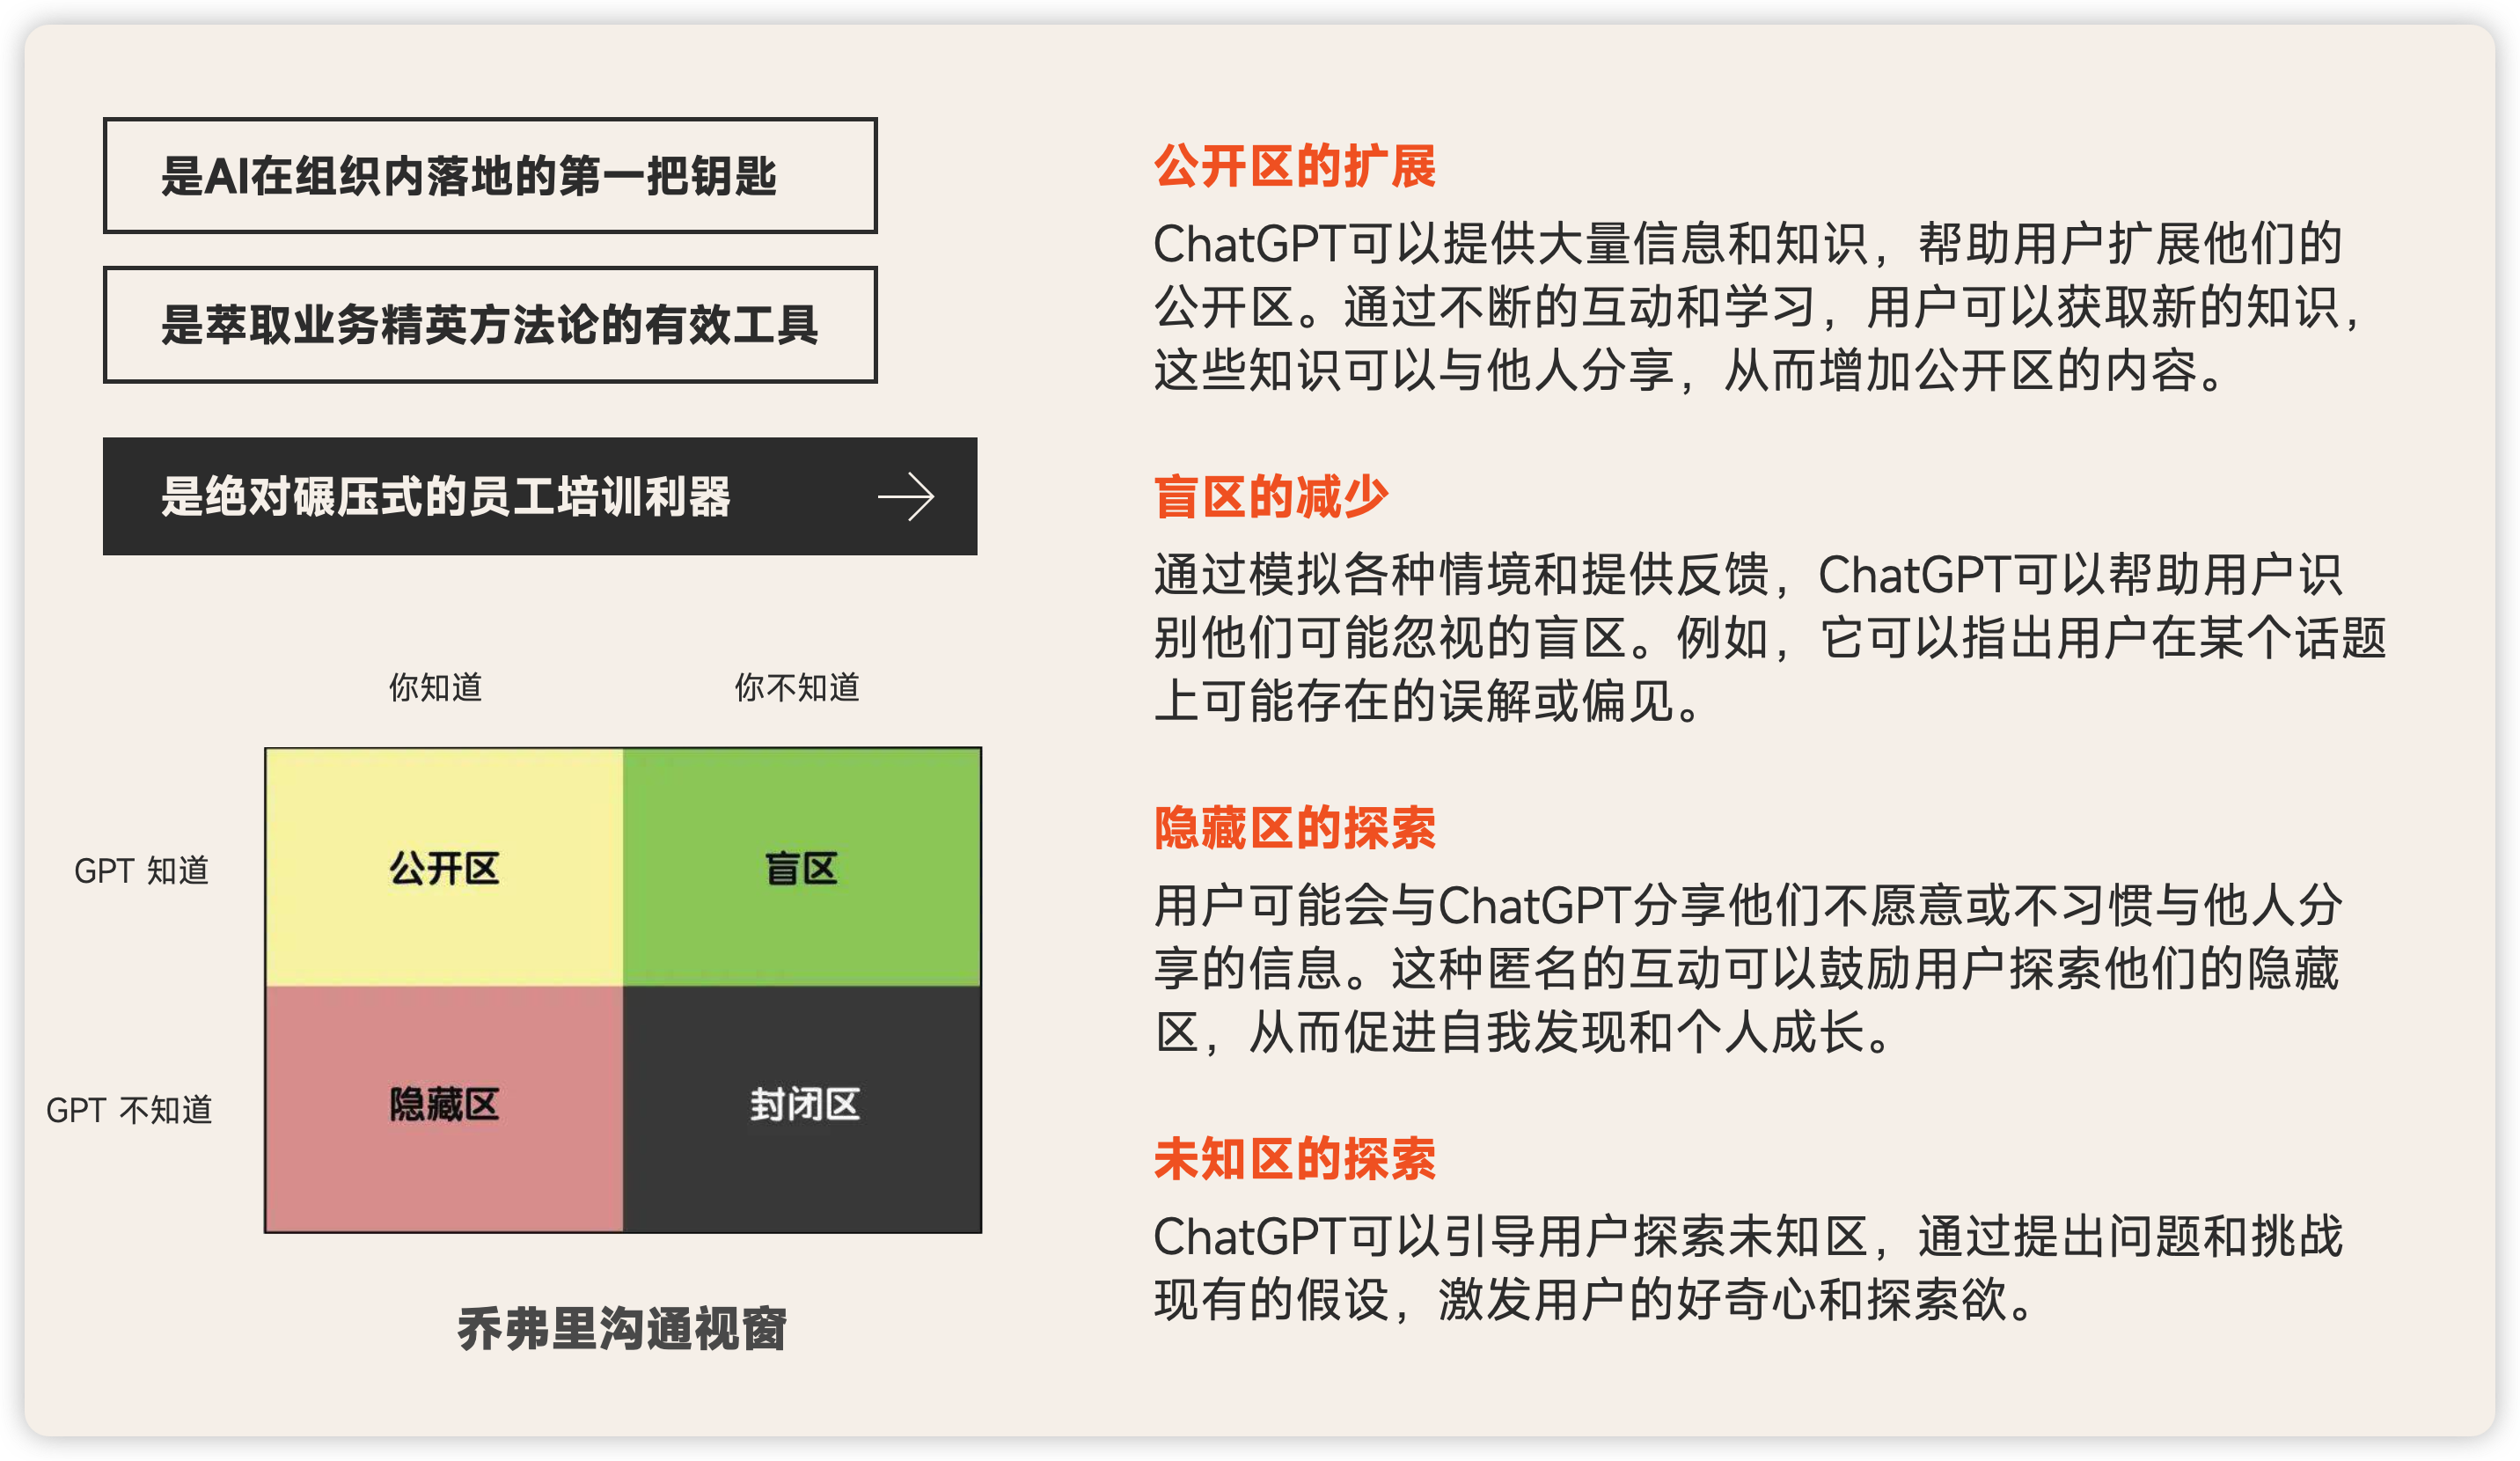 是AI在组织内落地的第一把钥匙
是萃取业务精英方法论的有效工具
是绝对碾压式的员工培训利器
你知道 你不知道
GPT 知道 公开区 盲区
GPT 不知道 隐藏区 封闭区
乔弗里沟通视窗
公开区的扩展
ChatGPT可以提供大量信息和知识，帮助用户扩展他们的
公开区。通过不断的互动和学习，用户可以获取新的知识，
这些知识可以与他人分享，从而增加公开区的内容。
盲区的减少
通过模拟各种情境和提供反馈，ChatGPT可以帮助用户识
别他们可能忽视的盲区。例如，它可以指出用户在某个话题
上可能存在的误解或偏见。
隐藏区的探索
用户可能会与ChatGPT分享他们不愿意或不习惯与他人分
享的信息。这种匿名的互动可以鼓励用户探索他们的隐藏
区，从而促进自我发现和个人成长。
未知区的探索
ChatGPT可以引导用户探索未知区，通过提出问题和挑战
现有的假设，激发用户的好奇心和探索欲。